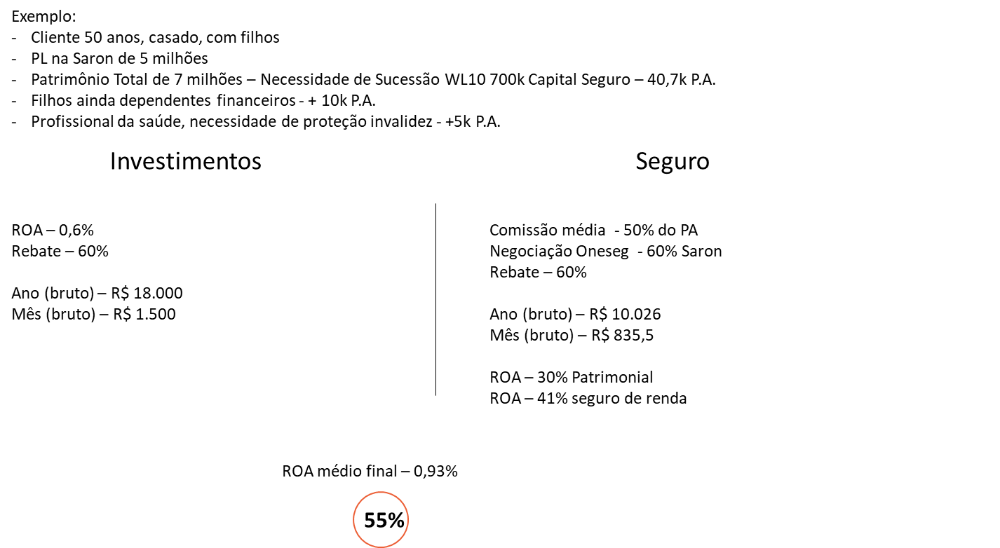 Exemplo:
- Cliente 50 anos, casado, com filhos
- PL na Saron de 5 milhões
- Patrimônio Total de 7 milhões – Necessidade de Sucessão WL10 700k Capital Seguro – 40,7k P.A.
- Filhos ainda dependentes financeiros - + 10k P.A.
- Profissional da saúde, necessidade de proteção invalidez - +5k P.A.
Investimentos
ROA – 0,6%
Rebate – 60%
Ano (bruto) – R$ 18.000
Mês (bruto) – R$ 1.500
Seguro
Comissão média - 50% do PA
Negociação Oneseg - 60% Saron
Rebate – 60%
Ano (bruto) – R$ 10.026
Mês (bruto) – R$ 835,5
ROA – 30% Patrimonial
ROA – 41% seguro de renda
ROA médio final – 0,93%
55%